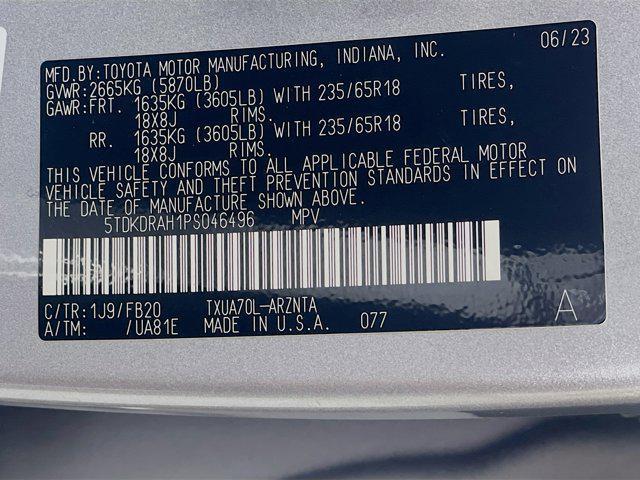 06/23
MFD.BY:TOYOTA MOTOR MANUFACTURING, INDIANA, INC.
GVWR:2665KG (5870LB)
GAWR:FRT. 1635KG (3605LB) WITH 235/65R18 TIRES,
18X8J RIMS.
RR. 1635KG (3605LB) WITH 235/65R18 TIRES,
18X8J RIMS.
THIS VEHICLE CONFORMS TO ALL APPLICABLE FEDERAL MOTOR
VEHICLE SAFETY AND THEFT PREVENTION STANDARDS IN EFFECT ON
THE DATE OF MANUFACTURE SHOWN ABOVE.
5TDKDRAH1PS046496 MPV
C/TR:1J9/FB20 TXUA70L-ARZNTA
A/TM: /UA81E MADE IN U.S.A. 077
A